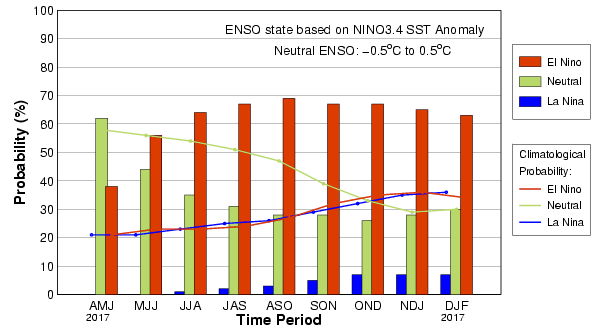 ENSO state based on NINO3.4 SST Anomaly
Neutral ENSO: −0.5°C to 0.5°C
Probability (%)
100
90
80
70
60
50
40
30
20
10
0
AMJ MJJ JJA JAS ASO SON OND NDJ DJF
2017 2017
Time Period
El Nino
Neutral
La Nina
Climatological
Probability:
El Nino
Neutral
La Nina